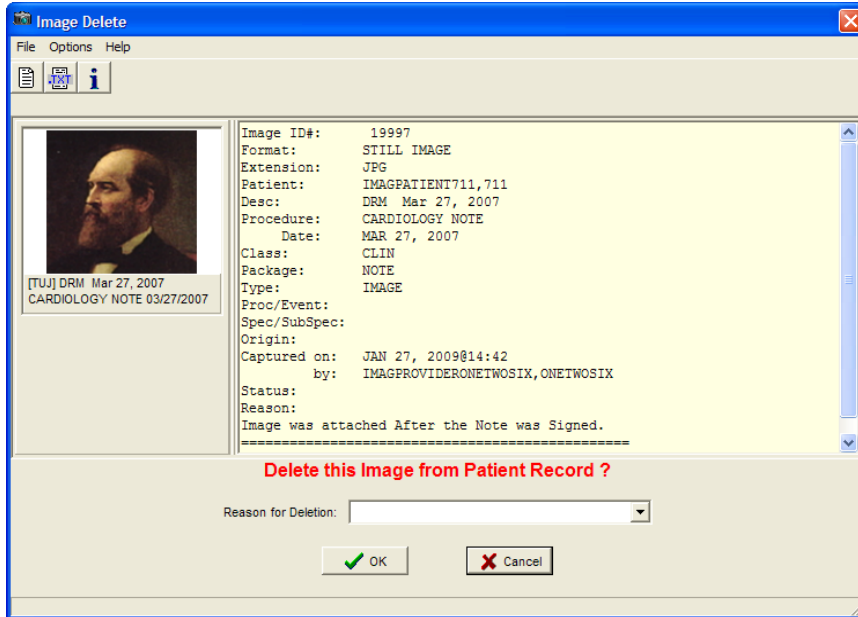 Image Delete
File Options Help
.TXT i
Image ID#: 19997
Format: STILL IMAGE
Extension: JPG
Patient: IMAGPATIENT711,711
Desc: DRM Mar 27, 2007
Procedure: CARDIOLOGY NOTE
Date: MAR 27, 2007
Class: CLIN
Package: NOTE
Type: IMAGE
Proc/Event:
Spec/SubSpec:
Origin:
Captured on: JAN 27, 2009@14:42
by: IMAGPROVIDERONETWOSIX,ONETWOSIX
Status:
Reason:
Image was attached After the Note was Signed.
================================================
[TUJ] DRM Mar 27, 2007
CARDIOLOGY NOTE 03/27/2007
Delete this Image from Patient Record ?
Reason for Deletion:
OK Cancel